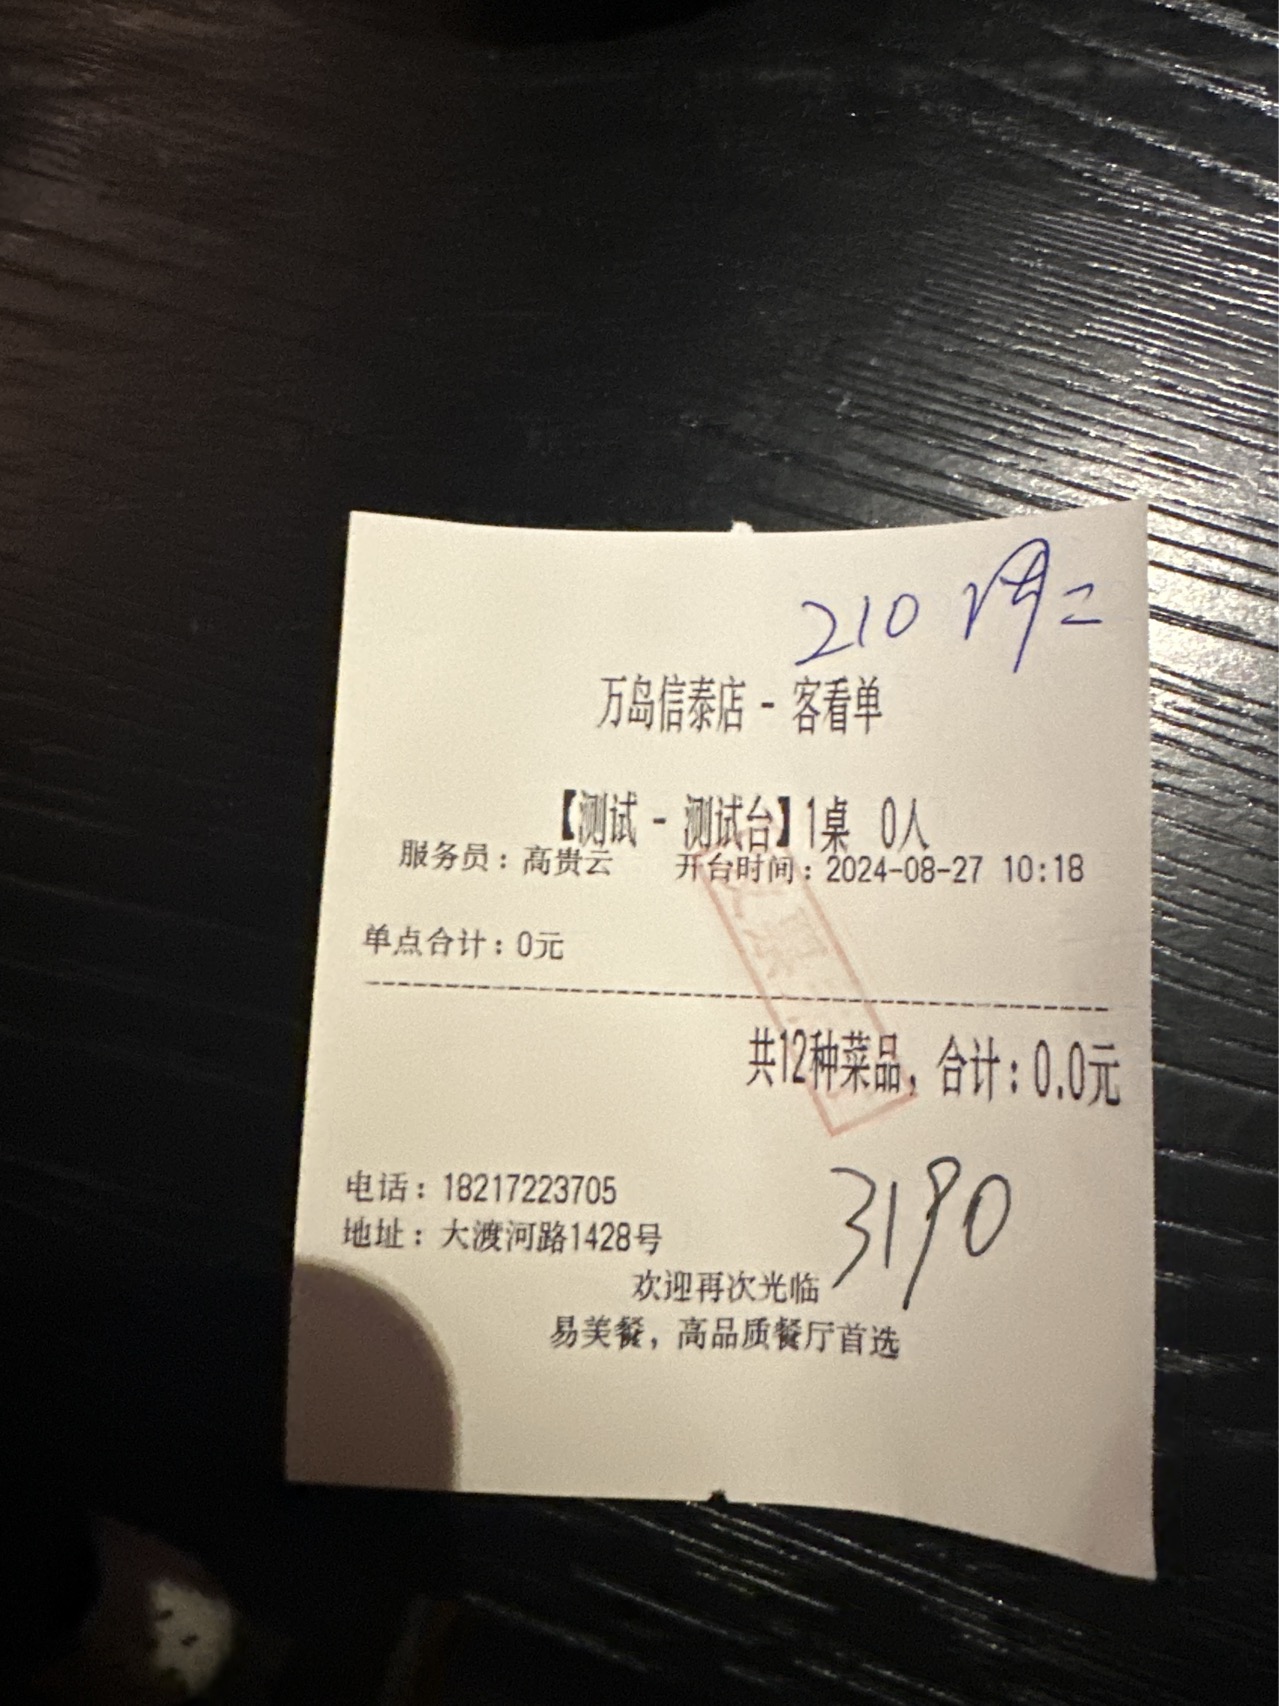 210
万岛信泰店 - 客看单
【测试 - 测试台】1桌 0人
服务员：高贵云 开台时间：2024-08-27 10:18
单点合计：0元
共12种菜品，合计：0.0元
3190
电话：18217223705
地址：大渡河路1428号
欢迎再次光临
易美餐，高品质餐厅首选